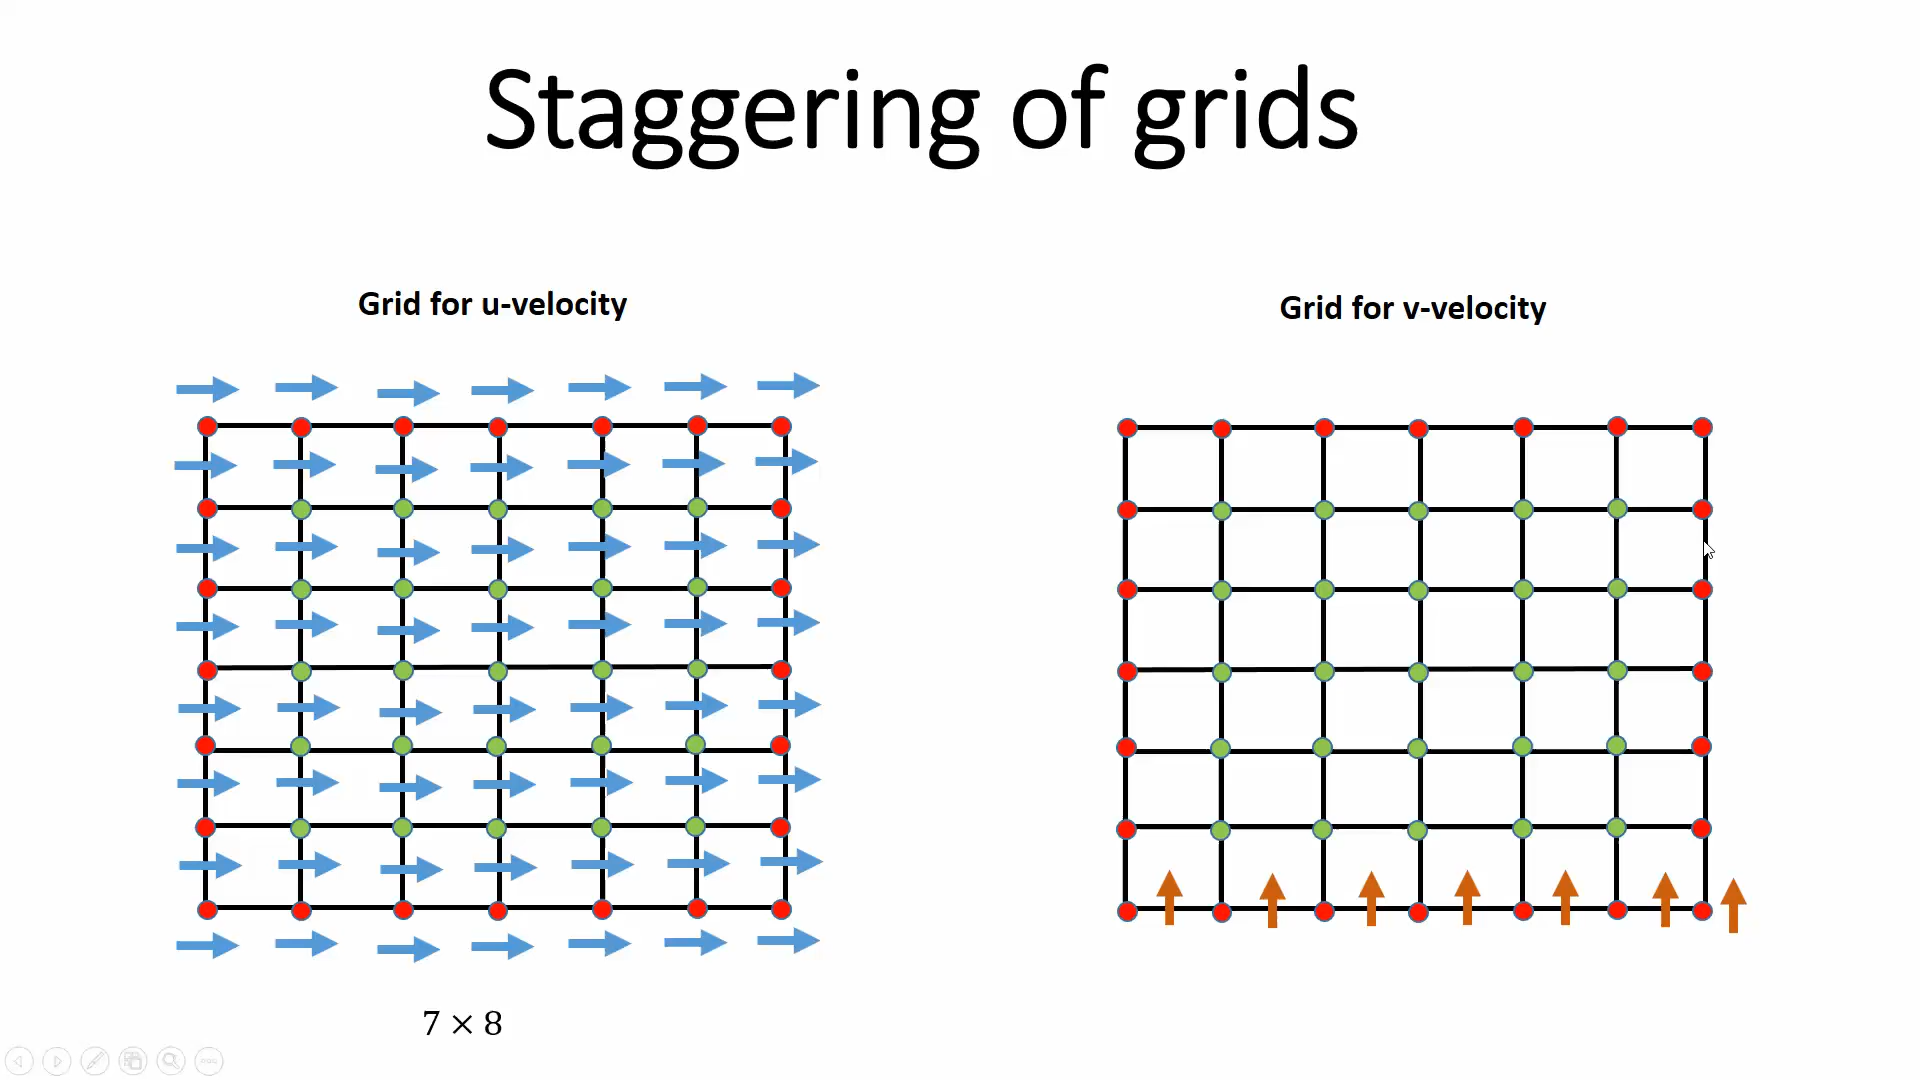 Staggering of grids
Grid for u-velocity
Grid for v-velocity
7 × 8